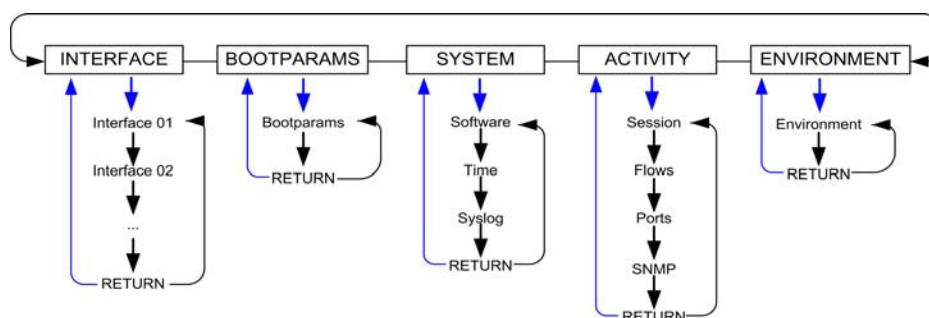 INTERFACE
BOOTPARAMS
SYSTEM
ACTIVITY
ENVIRONMENT
Interface 01
Interface 02
...
RETURN
Bootparams
RETURN
Software
Time
Syslog
RETURN
Session
Flows
Ports
SNMP
RETURN
Environment
RETURN